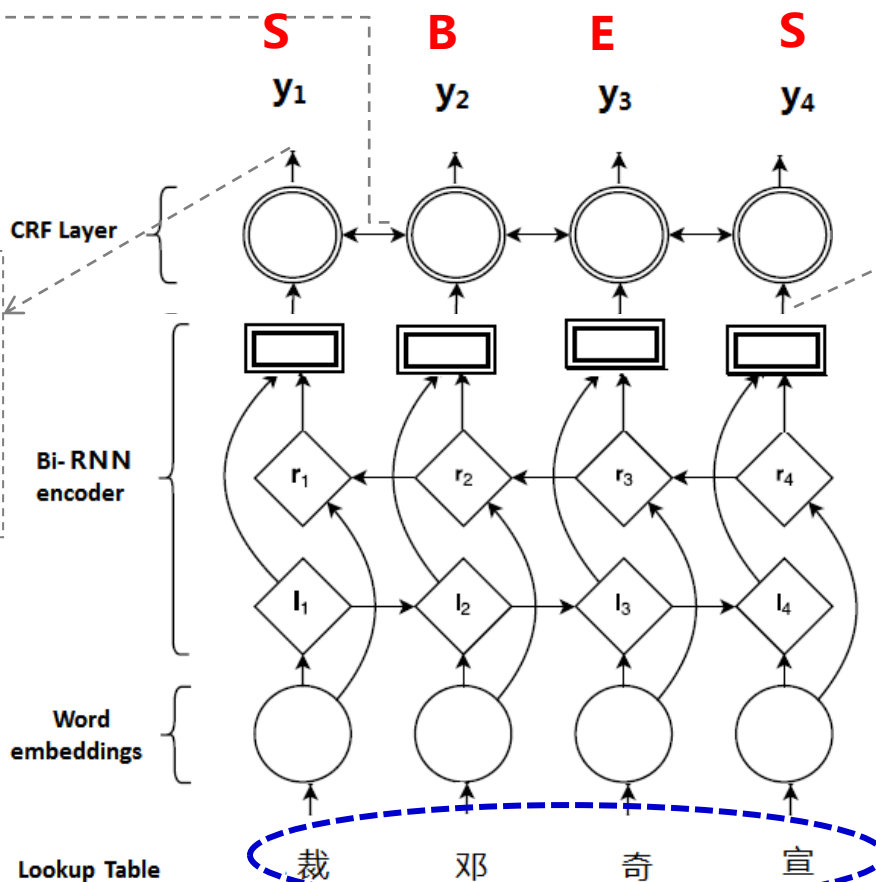 S B E S
y1 y2 y3 y4
CRF Layer
Bi- RNN
encoder
r1 r2 r3 r4
l1 l2 l3 l4
Word
embeddings
Lookup Table 裁 邓 奇 宣